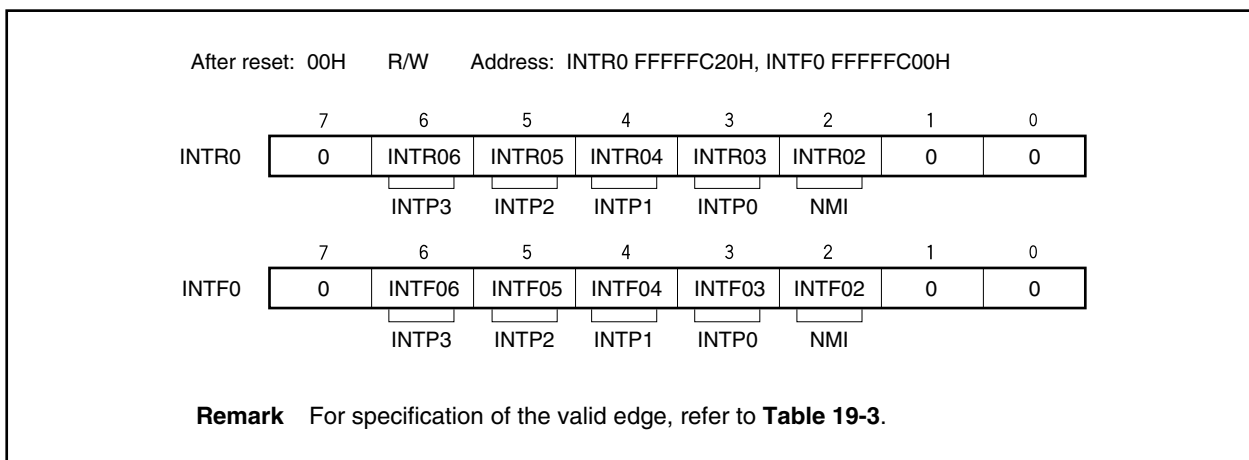 After reset: 00H R/W Address: INTR0 FFFFFC20H, INTF0 FFFFFC00H
7 6 5 4 3 2 1 0
INTR0 0 INTR06 INTR05 INTR04 INTR03 INTR02 0 0
INTP3 INTP2 INTP1 INTP0 NMI
7 6 5 4 3 2 1 0
INTF0 0 INTF06 INTF05 INTF04 INTF03 INTF02 0 0
INTP3 INTP2 INTP1 INTP0 NMI
Remark For specification of the valid edge, refer to Table 19-3.